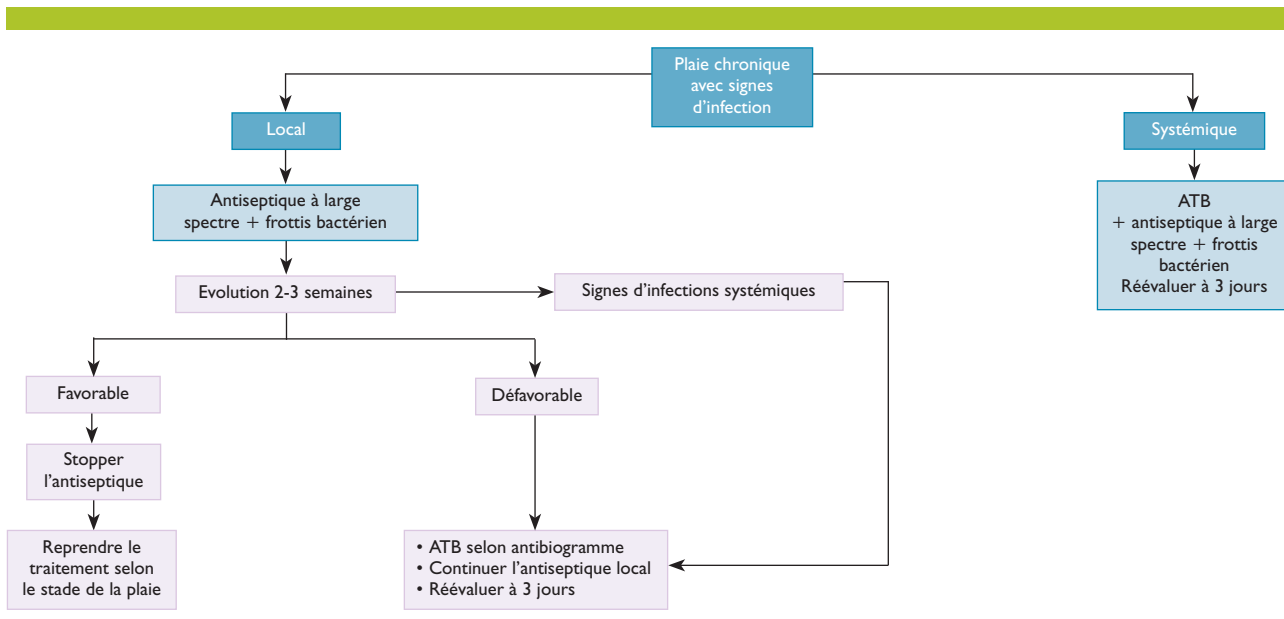 Plaie chronique
avec signes
d’infection
Local
Systémique
Antiseptique à large
spectre + frottis bactérien
ATB
+ antiseptique à large
spectre + frottis
bactérien
Réévaluer à 3 jours
Evolution 2-3 semaines
Signes d’infections systémiques
Favorable
Défavorable
Stopper
l’antiseptique
Reprendre le
traitement selon
le stade de la plaie
• ATB selon antibiogramme
• Continuer l’antiseptique local
• Réévaluer à 3 jours